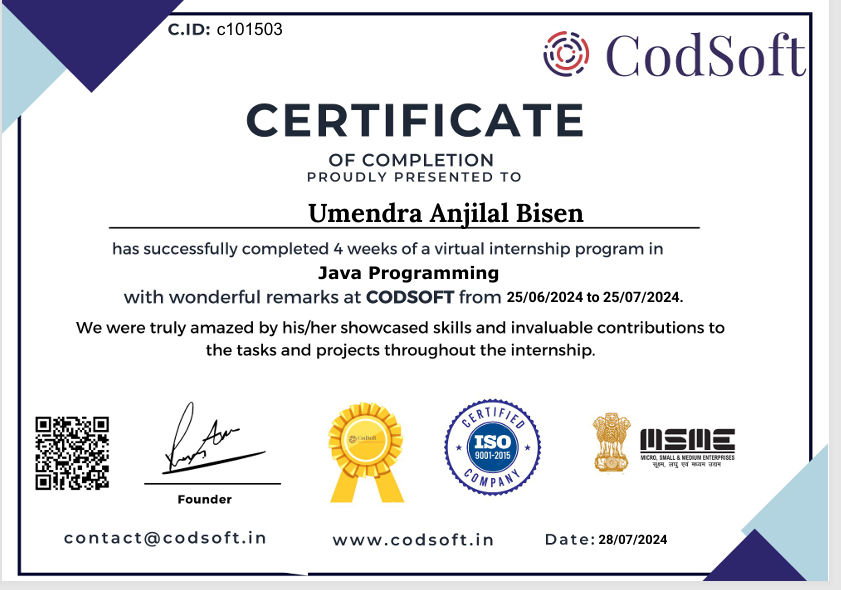 C.ID: c101503
CodSoft
CERTIFICATE
OF COMPLETION
PROUDLY PRESENTED TO
Umendra Anjilal Bisen
has successfully completed 4 weeks of a virtual internship program in
Java Programming
with wonderful remarks at CODSOFT from 25/06/2024 to 25/07/2024.
We were truly amazed by his/her showcased skills and invaluable contributions to
the tasks and projects throughout the internship.
Founder
CodSoft
CERTIFIED
ISO
9001-2015
COMPANY
MSME
MICRO, SMALL & MEDIUM ENTERPRISES
सूक्ष्म, लघु एवं मध्यम उद्यम
contact@codsoft.in
www.codsoft.in
Date: 28/07/2024